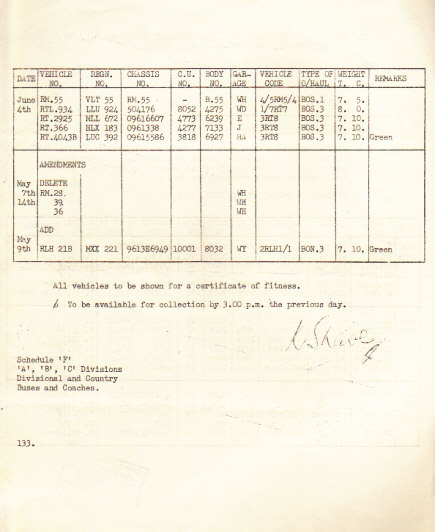 DATE VEHICLE NO. REGN. NO. CHASSIS NO. C.U. NO. BODY NO. GAR- AGE VEHICLE CODE TYPE OF O/HAUL WEIGHT T. C. REMARKS
June RM.55 VLT 55 RM.55 - B.55 WH 4/5RM5/4 BOS.1 7. 5.
4th RTL.934 LLU 924 504176 8052 4275 WD 1/7RT7 BOS.3 8. 0.
RT.2925 MLL 672 09616607 4773 6239 E 3RT8 BOS.3 7. 10.
RT.366 HLX 183 0961338 4277 7133 J 3RT8 BOS.3 7. 10.
RT.4043B LUC 392 09615586 3818 6927 HA 3RT8 BOS.3 7. 10. Green
AMENDMENTS
May DELETE
7th RM.28. WH
14th 39 WH
36 WH
ADD
May
9th RLH 21B MXX 221 9613E6949 10001 8032 WY 2RLH1/1 BON.3 7. 10. Green
All vehicles to be shown for a certificate of fitness.
To be available for collection by 3.00 p.m. the previous day.
Schedule 'F'
'A', 'B', 'C' Divisions
Divisional and Country
Buses and Coaches.
133.